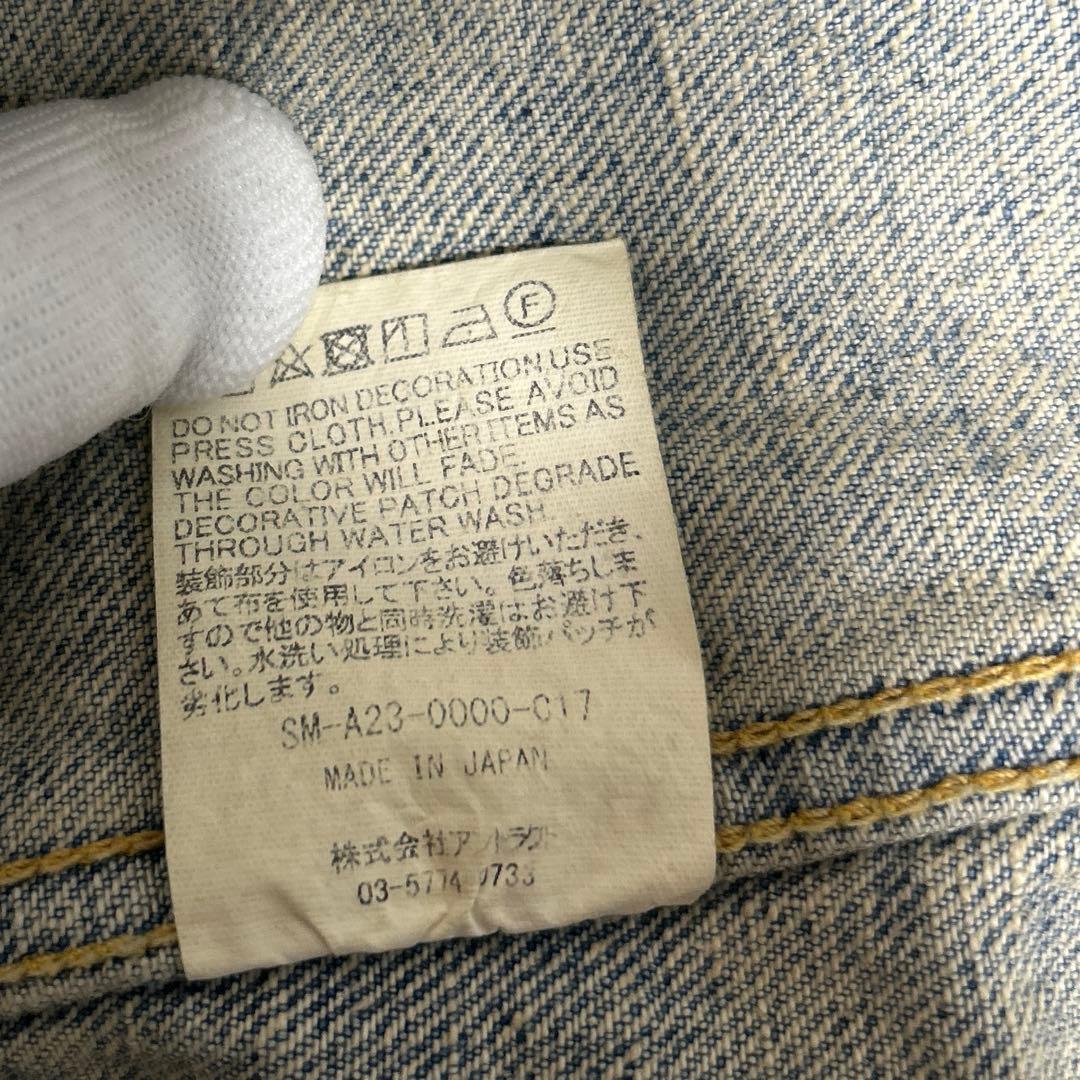 F
DO NOT IRON DECORATION.USE
PRESS CLOTH.PLEASE AVOID
WASHING WITH OTHER ITEMS AS
THE COLOR WILL FADE.
DECORATIVE PATCH DEGRADE
THROUGH WATER WASH
装飾部分はアイロンをお避けいただき、
あて布を使用して下さい。色落ちしま
すので他の物と同時洗濯はお避け下
さい。水洗い処理により装飾パッチが
劣化します。
SM-A23-0000-C17
MADE IN JAPAN
株式会社アントラクト
03-5774